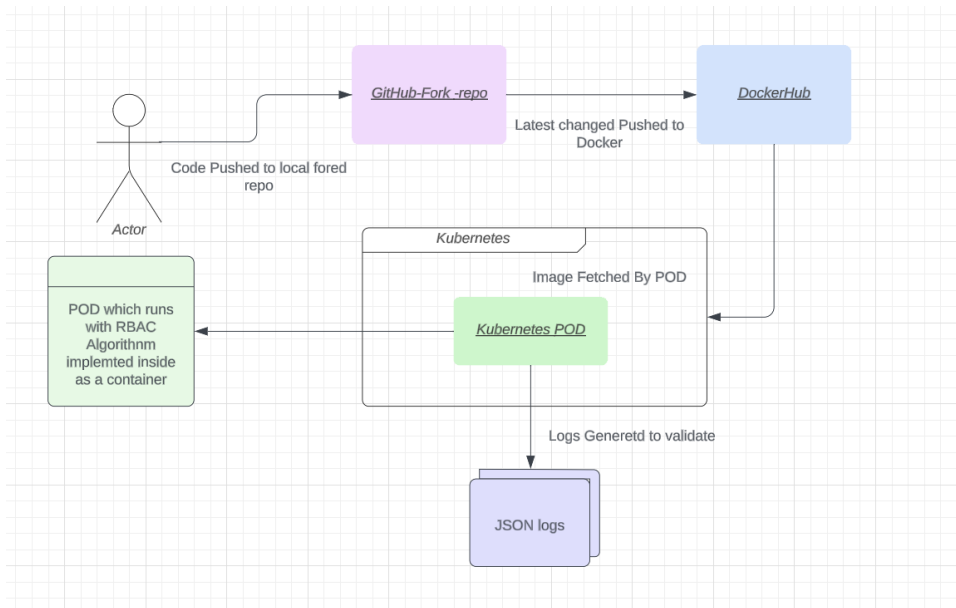 GitHub-Fork -repo
DockerHub
Latest changed Pushed to
Docker
Code Pushed to local fored
repo
Actor
Kubernetes
Image Fetched By POD
POD which runs
with RBAC
Algorithnm
implemted inside
as a container
Kubernetes POD
Logs Generetd to validate
JSON logs